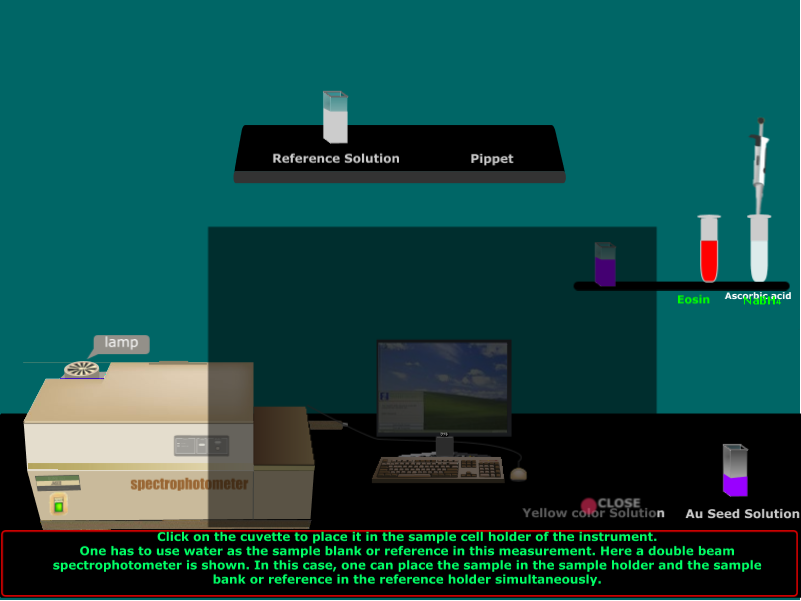 Reference Solution
Pippet
Eosin
Ascorbic acid
NaBH4
lamp
spectrophotometer
CLOSE
Yellow color Solution
Au Seed Solution
Click on the cuvette to place it in the sample cell holder of the instrument.
One has to use water as the sample blank or reference in this measurement. Here a double beam
spectrophotometer is shown. In this case, one can place the sample in the sample holder and the sample
bank or reference in the reference holder simultaneously.